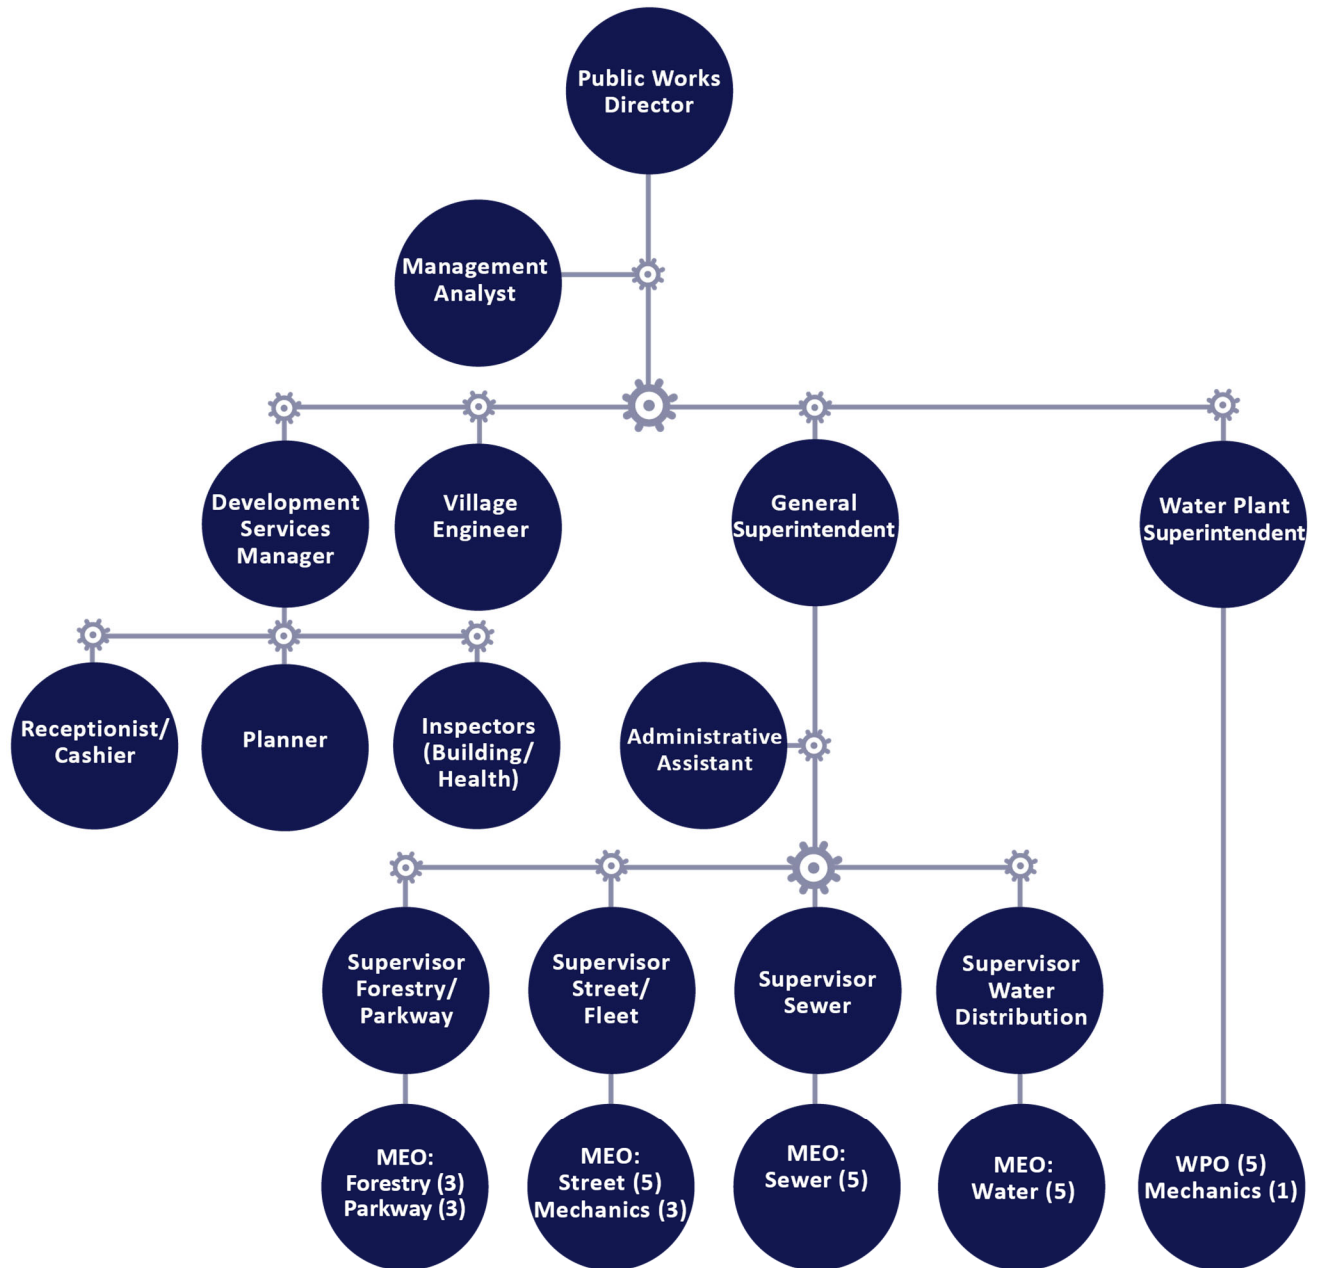 Public Works
Director
Management
Analyst
Development
Services
Manager
Village
Engineer
General
Superintendent
Water Plant
Superintendent
Receptionist/
Cashier
Planner
Inspectors
(Building/
Health)
Administrative
Assistant
Supervisor
Forestry/
Parkway
Supervisor
Street/
Fleet
Supervisor
Sewer
Supervisor
Water
Distribution
MEO:
Forestry (3)
Parkway (3)
MEO:
Street (5)
Mechanics (3)
MEO:
Sewer (5)
MEO:
Water (5)
WPO (5)
Mechanics (1)